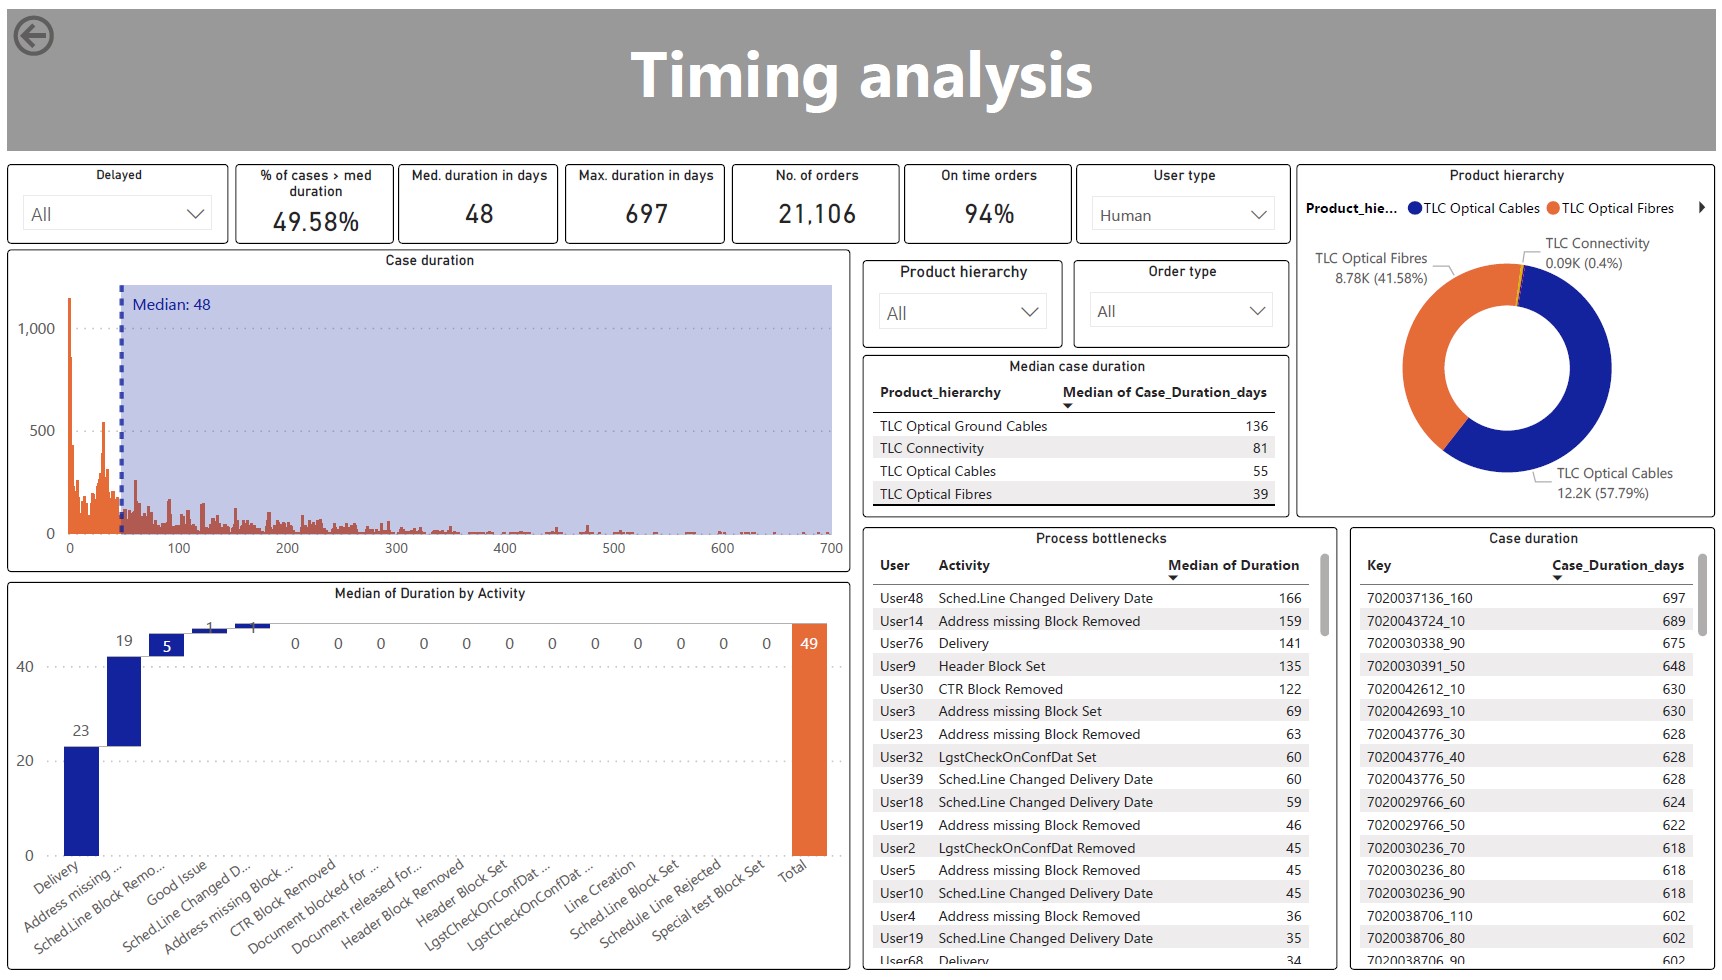 Timing analysis
Delayed
All
% of cases > med
duration
49.58%
Med. duration in days
48
Max. duration in days
697
No. of orders
21,106
On time orders
94%
User type
Human
Product hierarchy
Product_hie...
TLC Optical Cables
TLC Optical Fibres
TLC Connectivity
0.09K (0.4%)
TLC Optical Fibres
8.78K (41.58%)
TLC Optical Cables
12.2K (57.79%)
Case duration
Median: 48
1,000
500
0
0 100 200 300 400 500 600 700
Product hierarchy
All
Order type
All
Median case duration
Product_hierarchy Median of Case_Duration_days
TLC Optical Ground Cables 136
TLC Connectivity 81
TLC Optical Cables 55
TLC Optical Fibres 39
Median of Duration by Activity
40
20
0
23 19 5 1 1 0 0 0 0 0 0 0 0 0 0 0 0 49
Delivery
Address missing ...
Sched.Line Block Remo...
Good Issue
Sched.Line Changed D...
Address missing Block ...
CTR Block Removed
Document blocked for ...
Document released for...
Header Block Removed
Header Block Set
LgstCheckOnConfDat ...
LgstCheckOnConfDat ...
Line Creation
Sched.Line Block Set
Schedule Line Rejected
Special test Block Set
Total
Process bottlenecks
User Activity Median of Duration
User48 Sched.Line Changed Delivery Date 166
User14 Address missing Block Removed 159
User76 Delivery 141
User9 Header Block Set 135
User30 CTR Block Removed 122
User3 Address missing Block Set 69
User23 Address missing Block Removed 63
User32 LgstCheckOnConfDat Set 60
User39 Sched.Line Changed Delivery Date 60
User18 Sched.Line Changed Delivery Date 59
User19 Address missing Block Removed 46
User2 LgstCheckOnConfDat Removed 45
User5 Address missing Block Removed 45
User10 Sched.Line Changed Delivery Date 45
User4 Address missing Block Removed 36
User19 Sched.Line Changed Delivery Date 35
User68 Delivery 34
Case duration
Key Case_Duration_days
7020037136_160 697
7020043724_10 689
7020030338_90 675
7020030391_50 648
7020042612_10 630
7020042693_10 630
7020043776_30 628
7020043776_40 628
7020043776_50 628
7020029766_60 624
7020029766_50 622
7020030236_70 618
7020030236_80 618
7020030236_90 618
7020038706_110 602
7020038706_80 602
7020038706_90 602